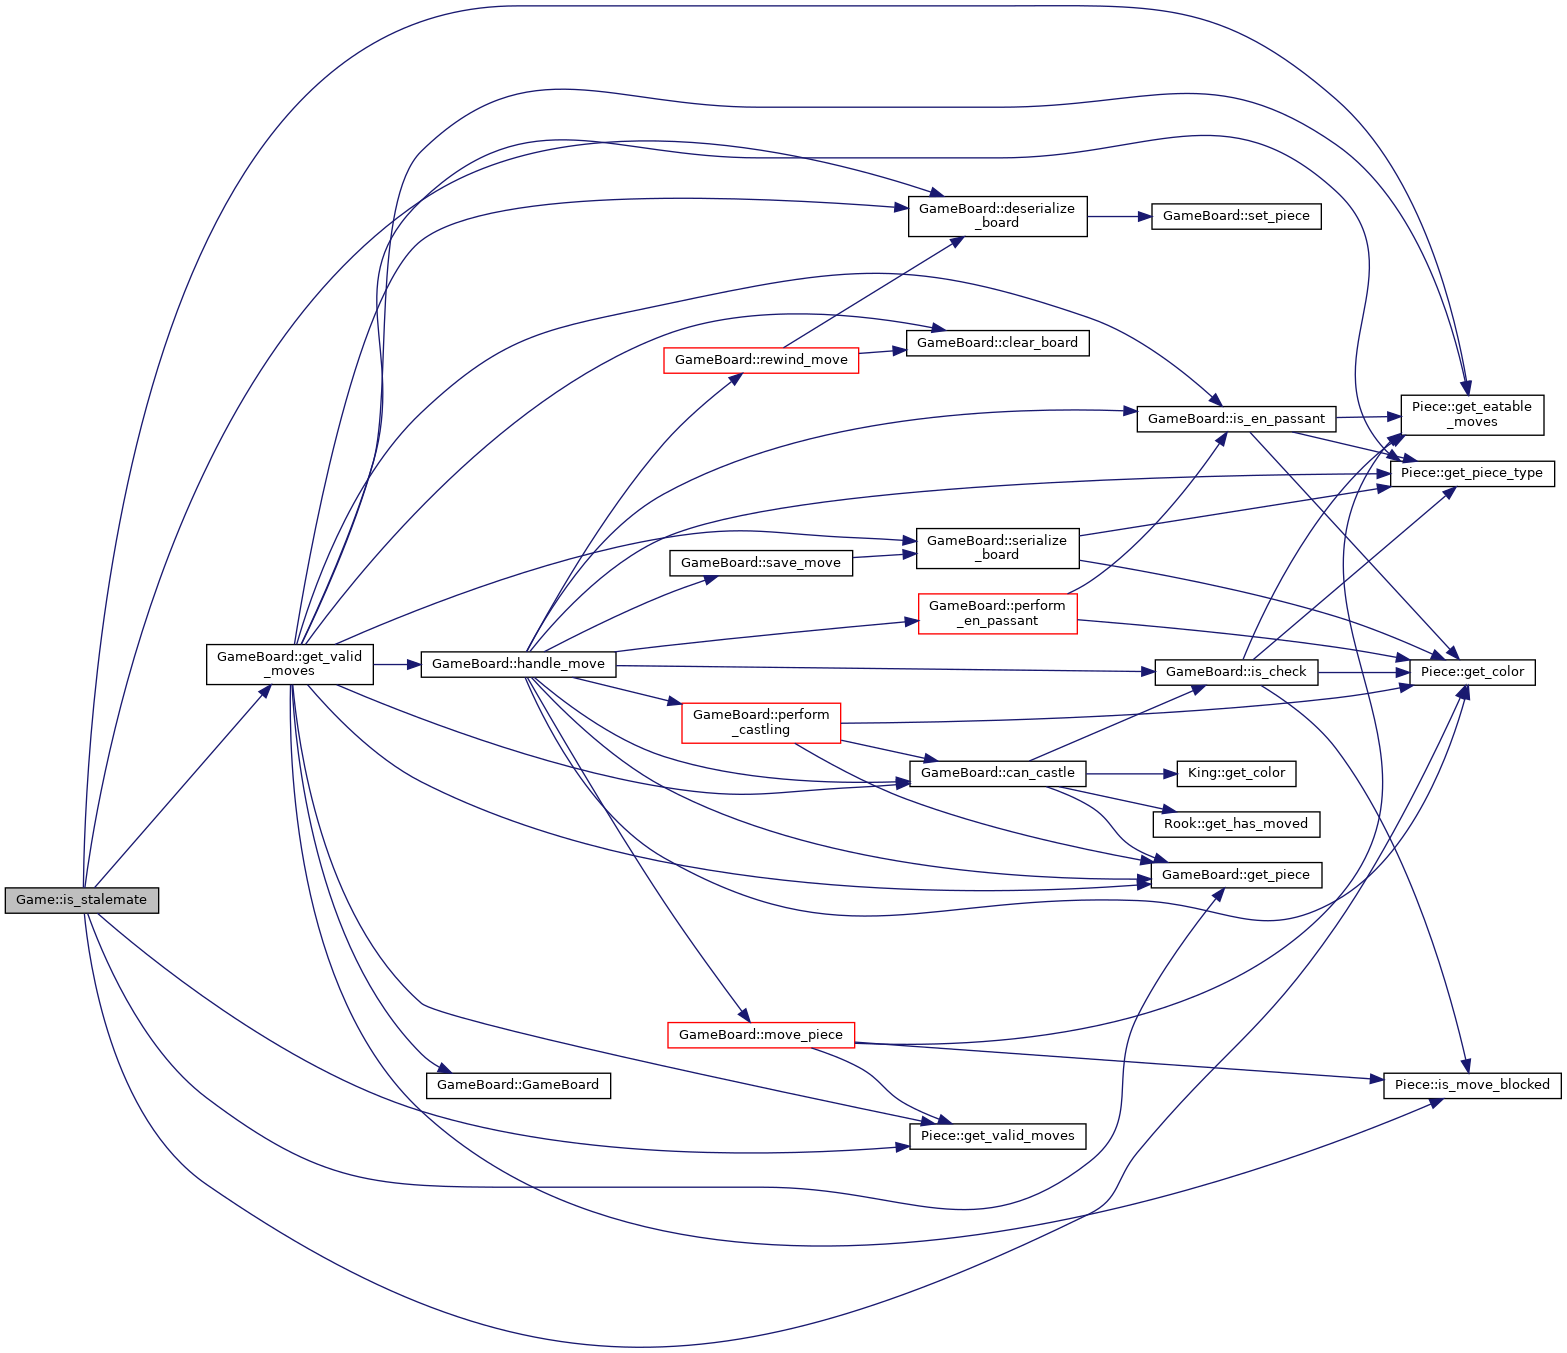 GameBoard::deserialize
_board
GameBoard::set_piece
GameBoard::clear_board
GameBoard::rewind_move
Piece::get_eatable
_moves
GameBoard::is_en_passant
Piece::get_piece_type
GameBoard::serialize
_board
GameBoard::save_move
GameBoard::perform
_en_passant
GameBoard::get_valid
_moves
GameBoard::handle_move
GameBoard::is_check
Piece::get_color
GameBoard::perform
_castling
GameBoard::can_castle
King::get_color
Rook::get_has_moved
GameBoard::get_piece
Game::is_stalemate
GameBoard::move_piece
GameBoard::GameBoard
Piece::is_move_blocked
Piece::get_valid_moves